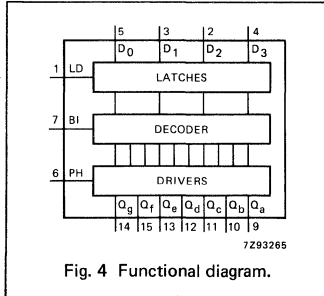 5 3 2 4
D0 D1 D2 D3
1 LD
LATCHES
7 BI
DECODER
6 PH
DRIVERS
Qg Qf Qe Qd Qc Qb Qa
14 15 13 12 11 10 9
7Z93265
Fig. 4 Functional diagram.